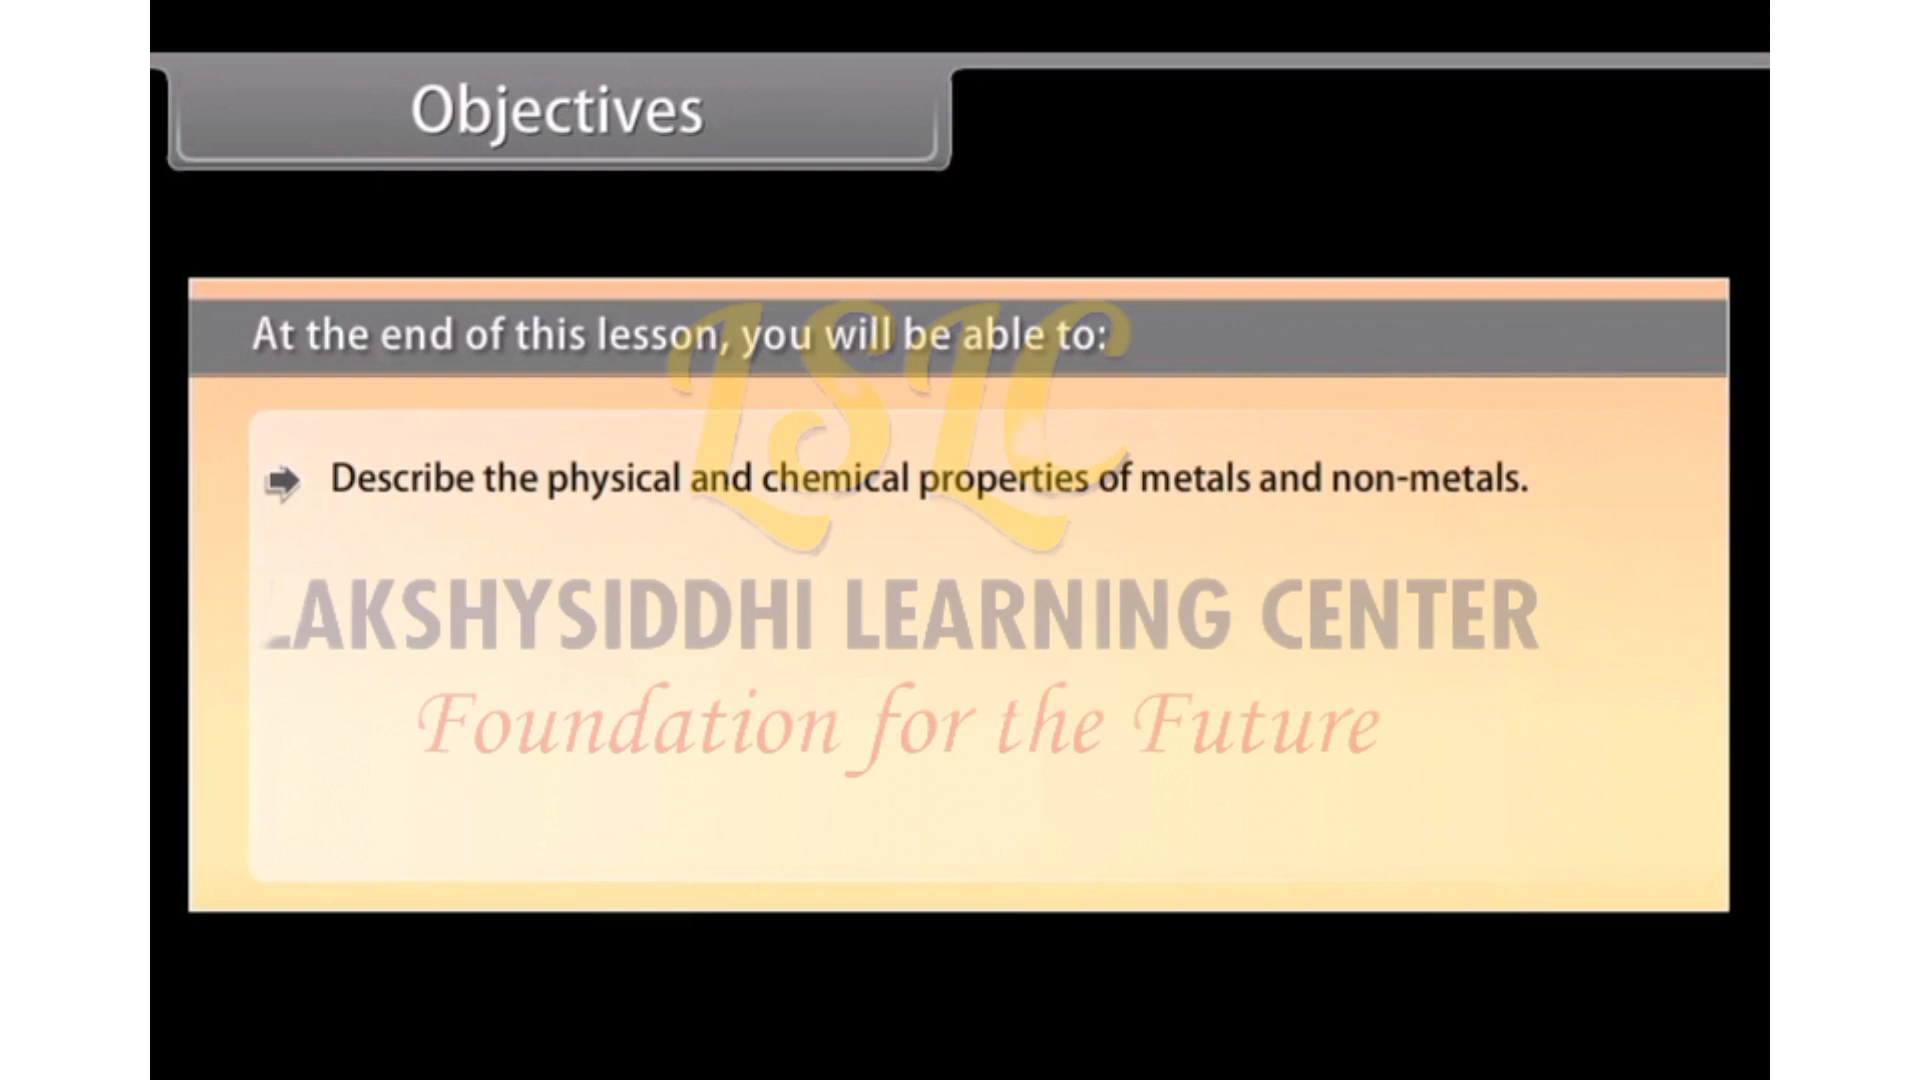 Objectives
At the end of this lesson, you will be able to:
Describe the physical and chemical properties of metals and non-metals.
LSLC
LAKSHYSIDDHI LEARNING CENTER
Foundation for the Future